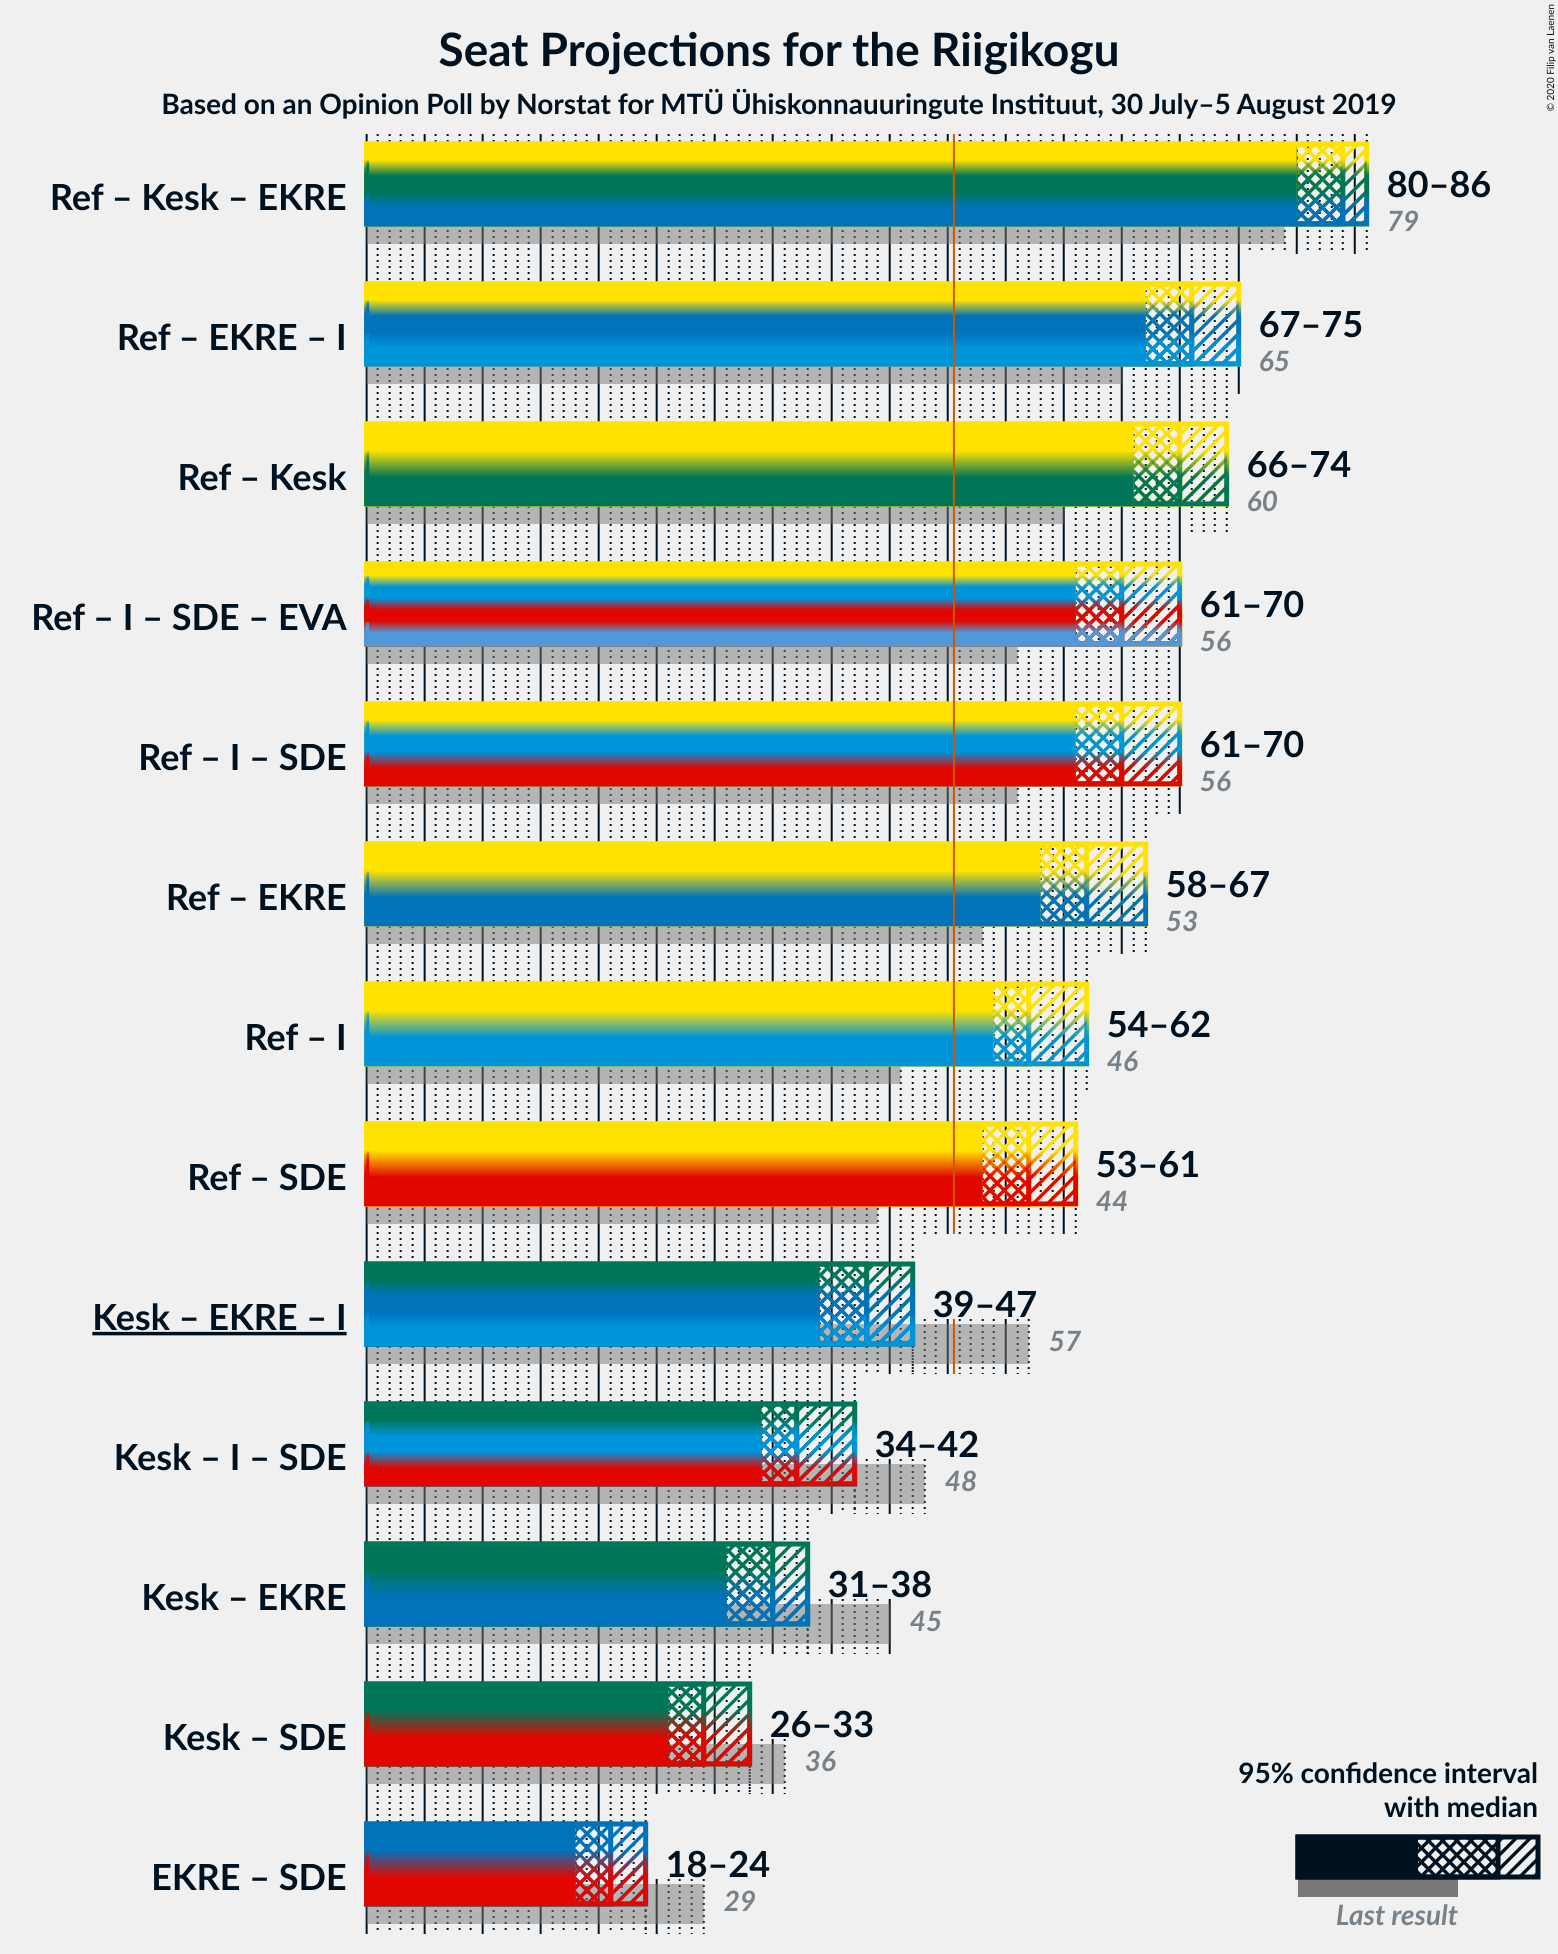 Seat Projections for the Riigikogu
Based on an Opinion Poll by Norstat for MTÜ Ühiskonnauuringute Instituut, 30 July–5 August 2019
© 2020 Filip van Laenen
Ref – Kesk – EKRE
80–86
79
Ref – EKRE – I
67–75
65
Ref – Kesk
66–74
60
Ref – I – SDE – EVA
61–70
56
Ref – I – SDE
61–70
56
Ref – EKRE
58–67
53
Ref – I
54–62
46
Ref – SDE
53–61
44
Kesk – EKRE – I
39–47
57
Kesk – I – SDE
34–42
48
Kesk – EKRE
31–38
45
Kesk – SDE
26–33
36
EKRE – SDE
18–24
29
95% confidence interval
with median
Last result